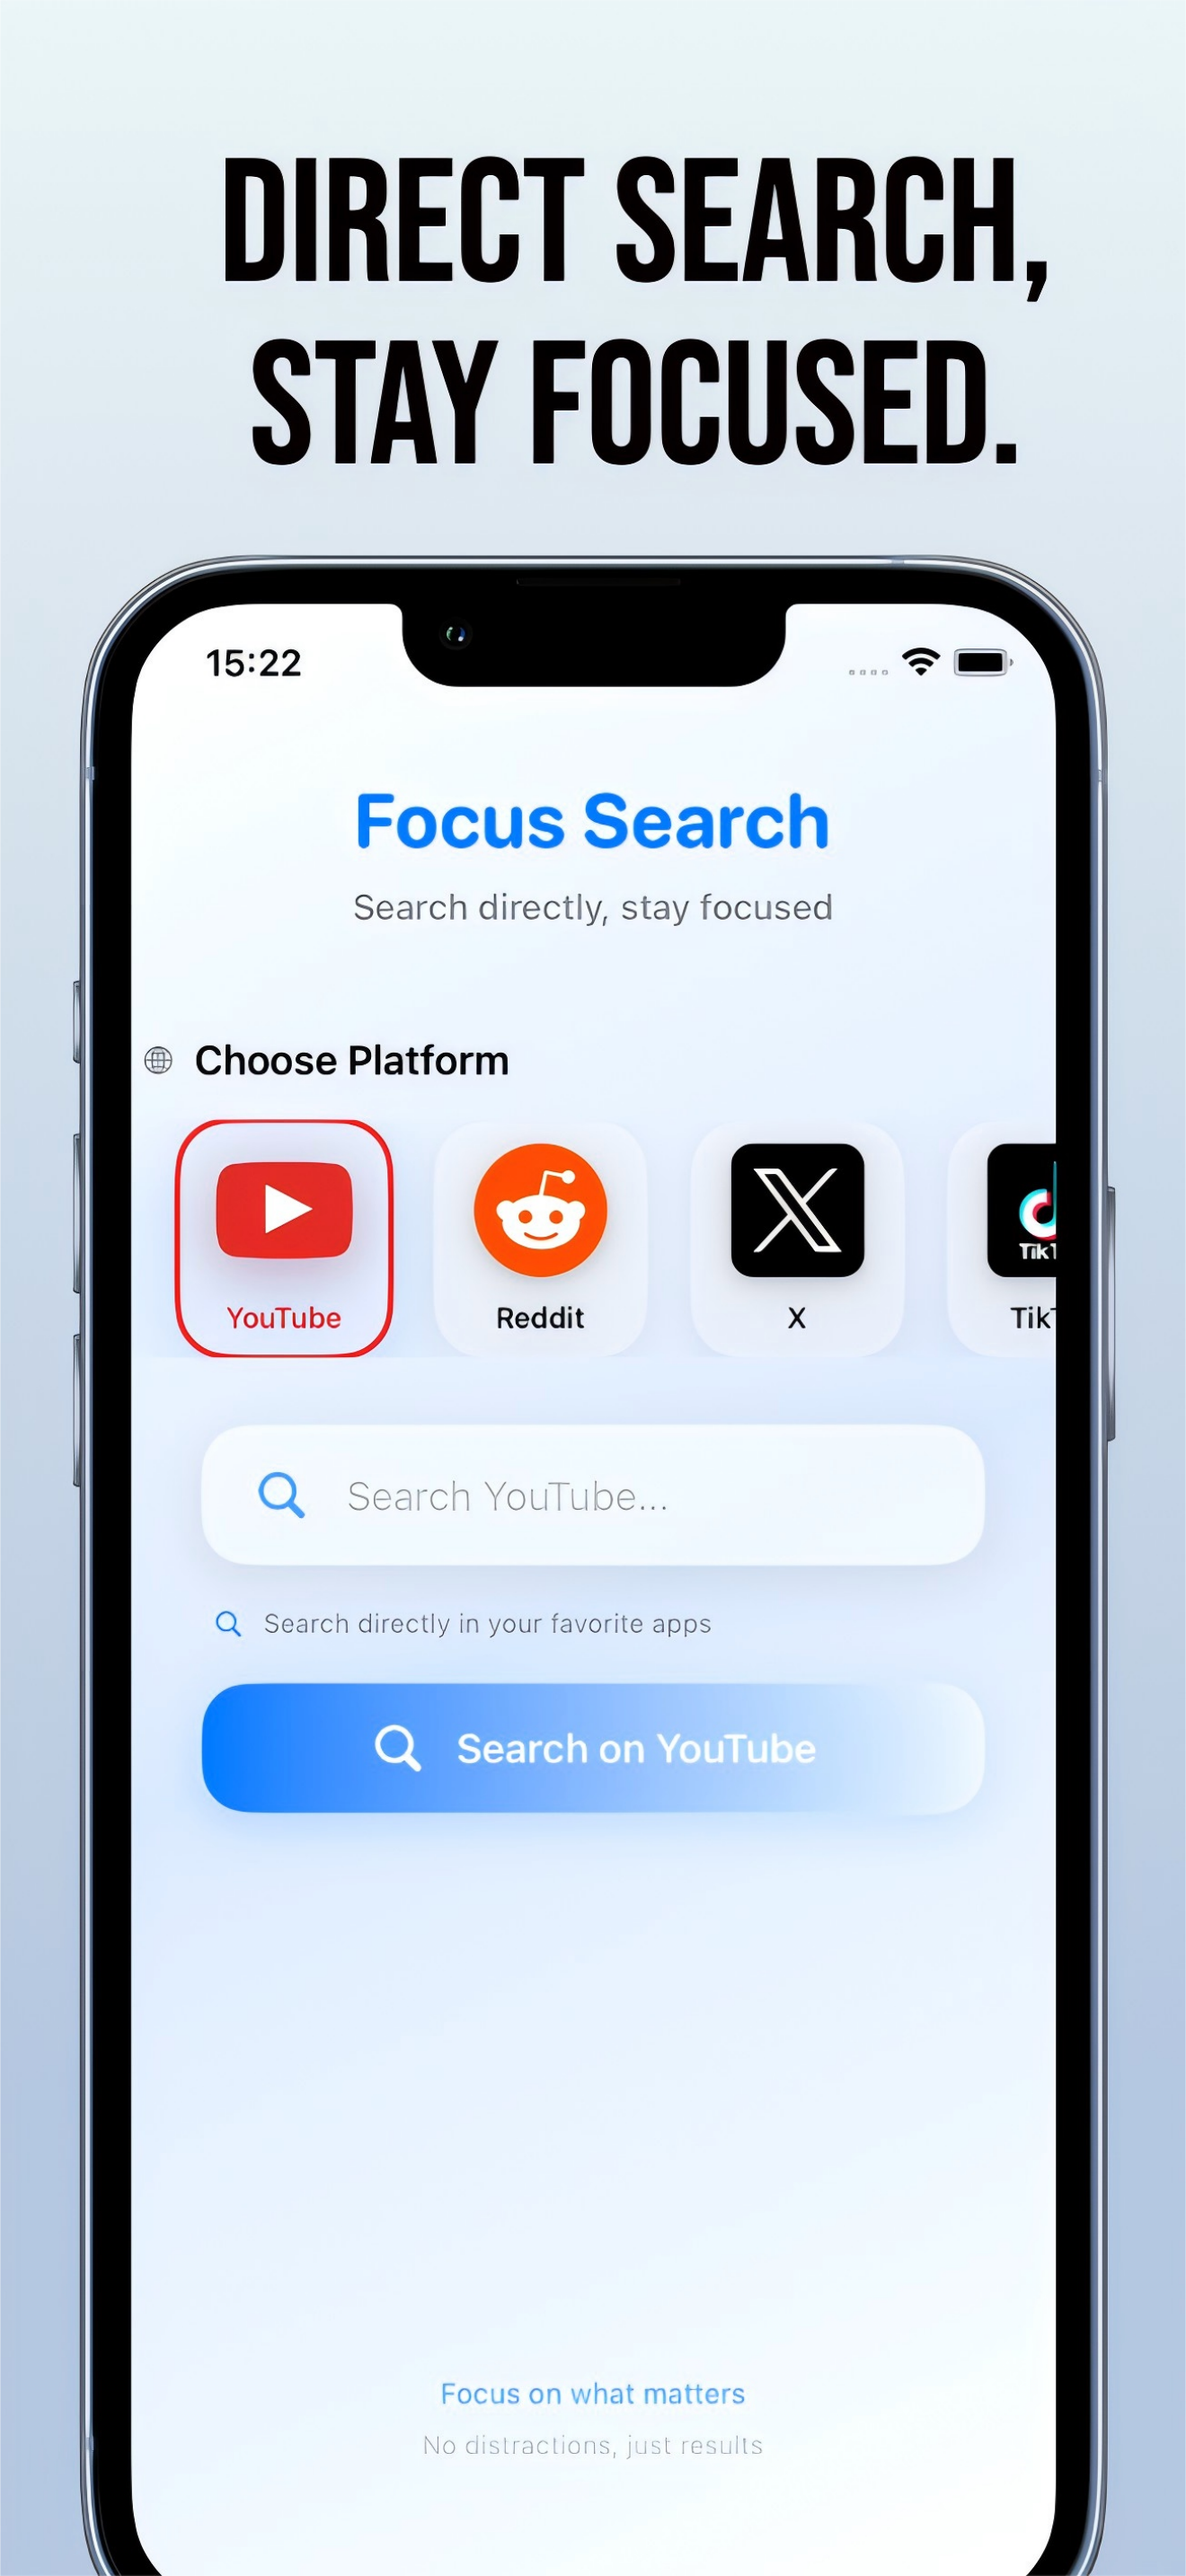 DIRECT SEARCH,
STAY FOCUSED.
15:22
Focus Search
Search directly, stay focused
Choose Platform
YouTube
Reddit
X
TikT
Tik
Search YouTube...
Search directly in your favorite apps
Search on YouTube
Focus on what matters
No distractions, just results